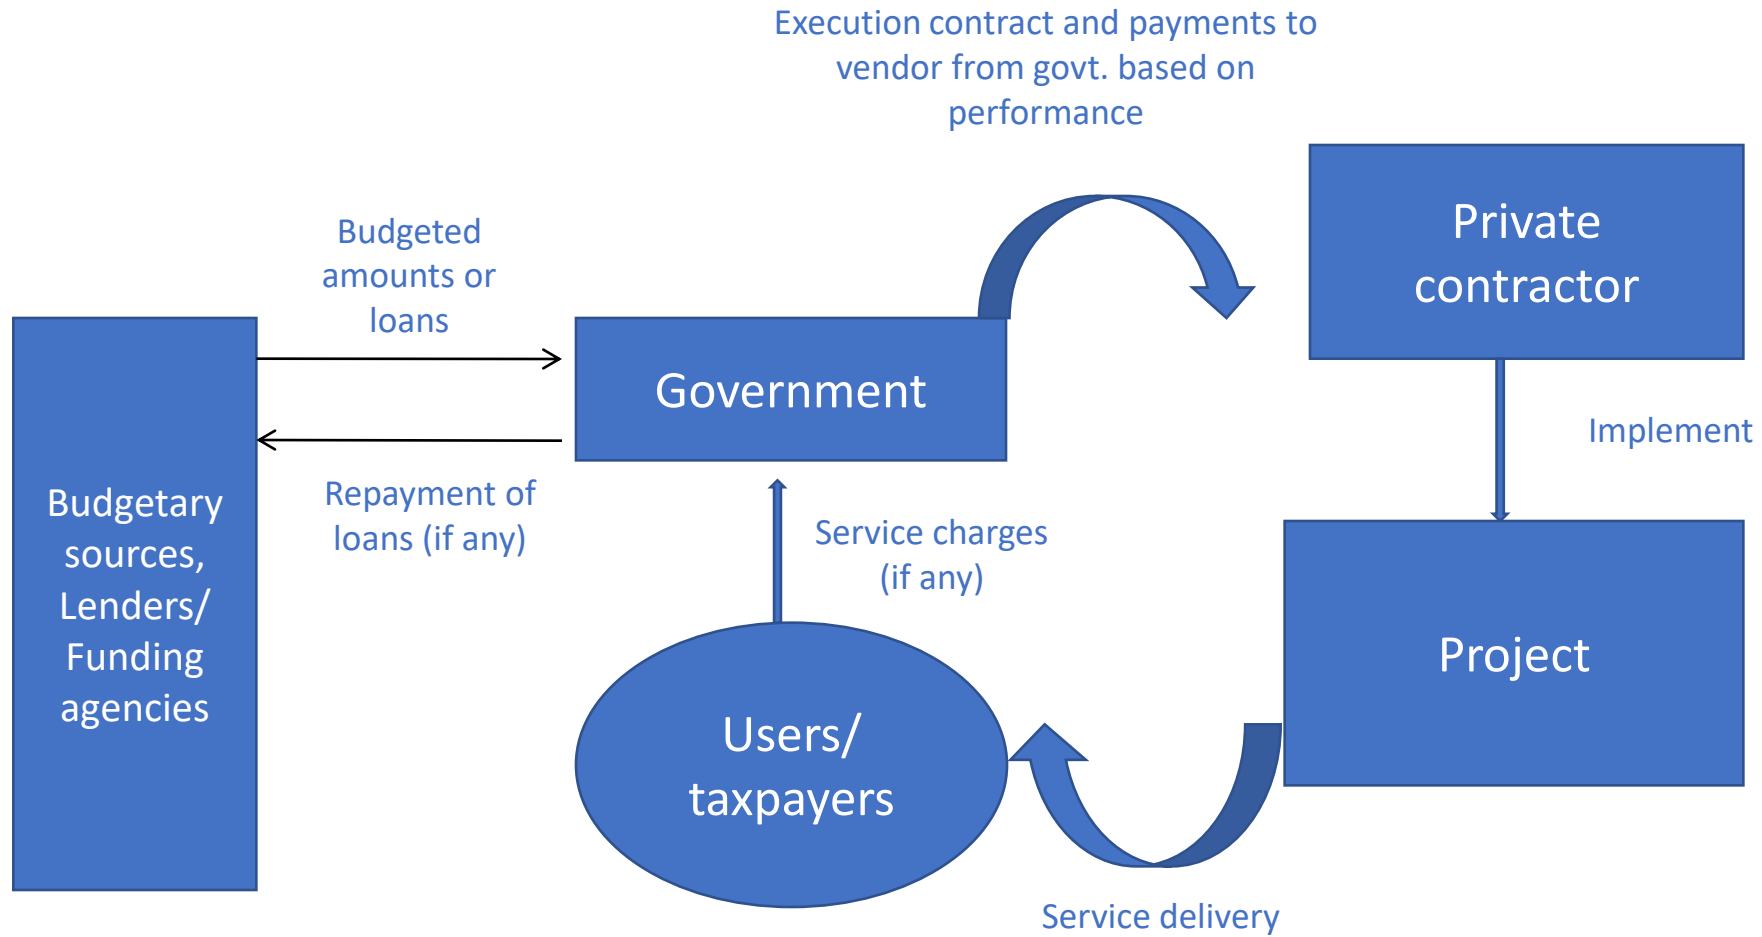 Execution contract and payments to
vendor from govt. based on
performance
Private
contractor
Budgeted
amounts or
loans
Government
Implement
Budgetary
sources,
Lenders/
Funding
agencies
Repayment of
loans (if any)
Service charges
(if any)
Project
Users/
taxpayers
Service delivery